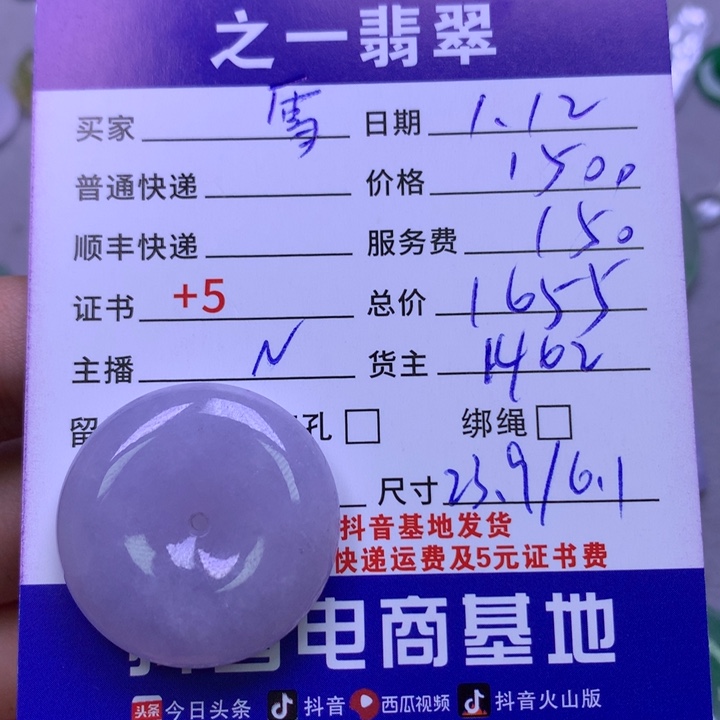 之一翡翠
买家 雪 日期 1.12
普通快递 价格 1500
顺丰快递 服务费 150
证书 +5 总价 1655
主播 N 货主 1462
留 孔 □ 绑绳 □
尺寸 23.9/6.1
抖音基地发货
快递运费及5元证书费
电商基地
头条 今日头条 抖音 西瓜视频 抖音火山版